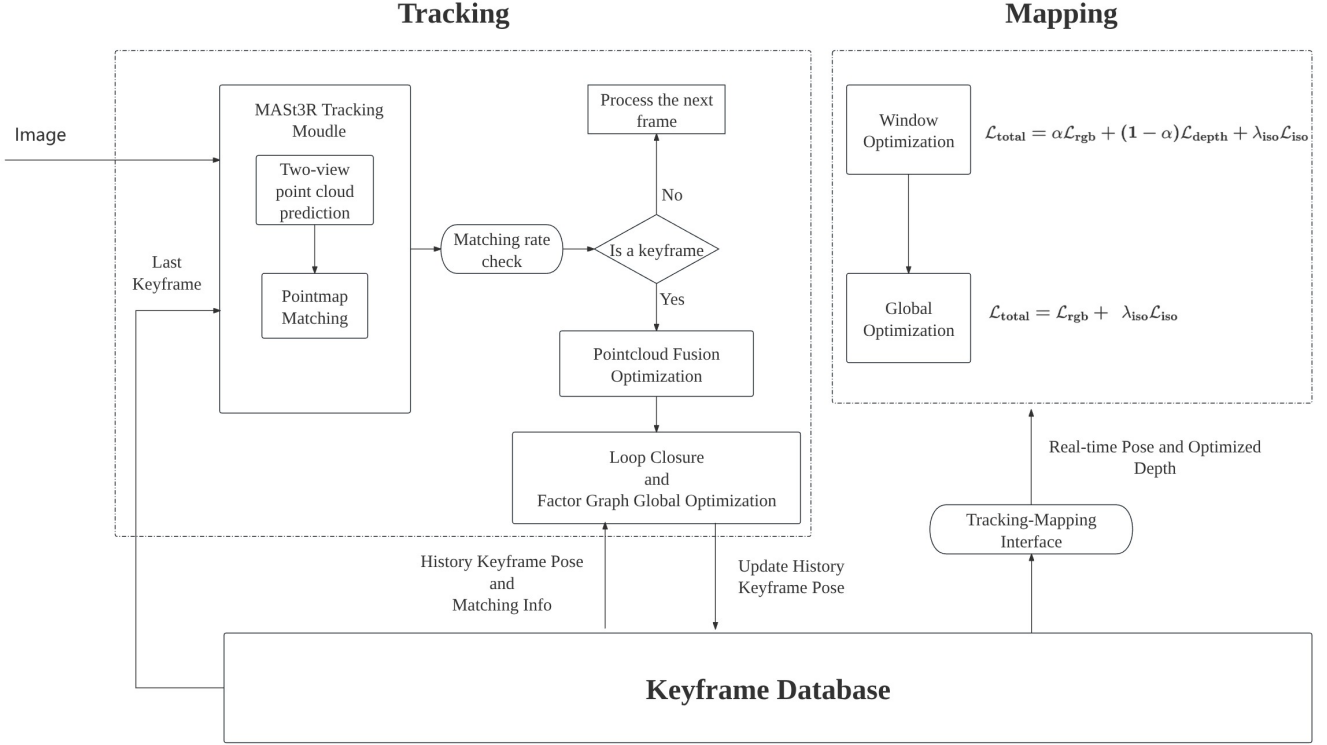 Tracking
Mapping
Image
MASt3R Tracking
Moudle
Two-view
point cloud
prediction
Pointmap
Matching
Last
Keyframe
Matching rate
check
Process the next
frame
No
Is a keyframe
Yes
Pointcloud Fusion
Optimization
Loop Closure
and
Factor Graph Global Optimization
Window
Optimization
ℒtotal = αℒrgb + (1 − α)ℒdepth + λisoℒiso
Global
Optimization
ℒtotal = ℒrgb + λisoℒiso
Real-time Pose and Optimized
Depth
Tracking-Mapping
Interface
History Keyframe Pose
and
Matching Info
Update History
Keyframe Pose
Keyframe Database